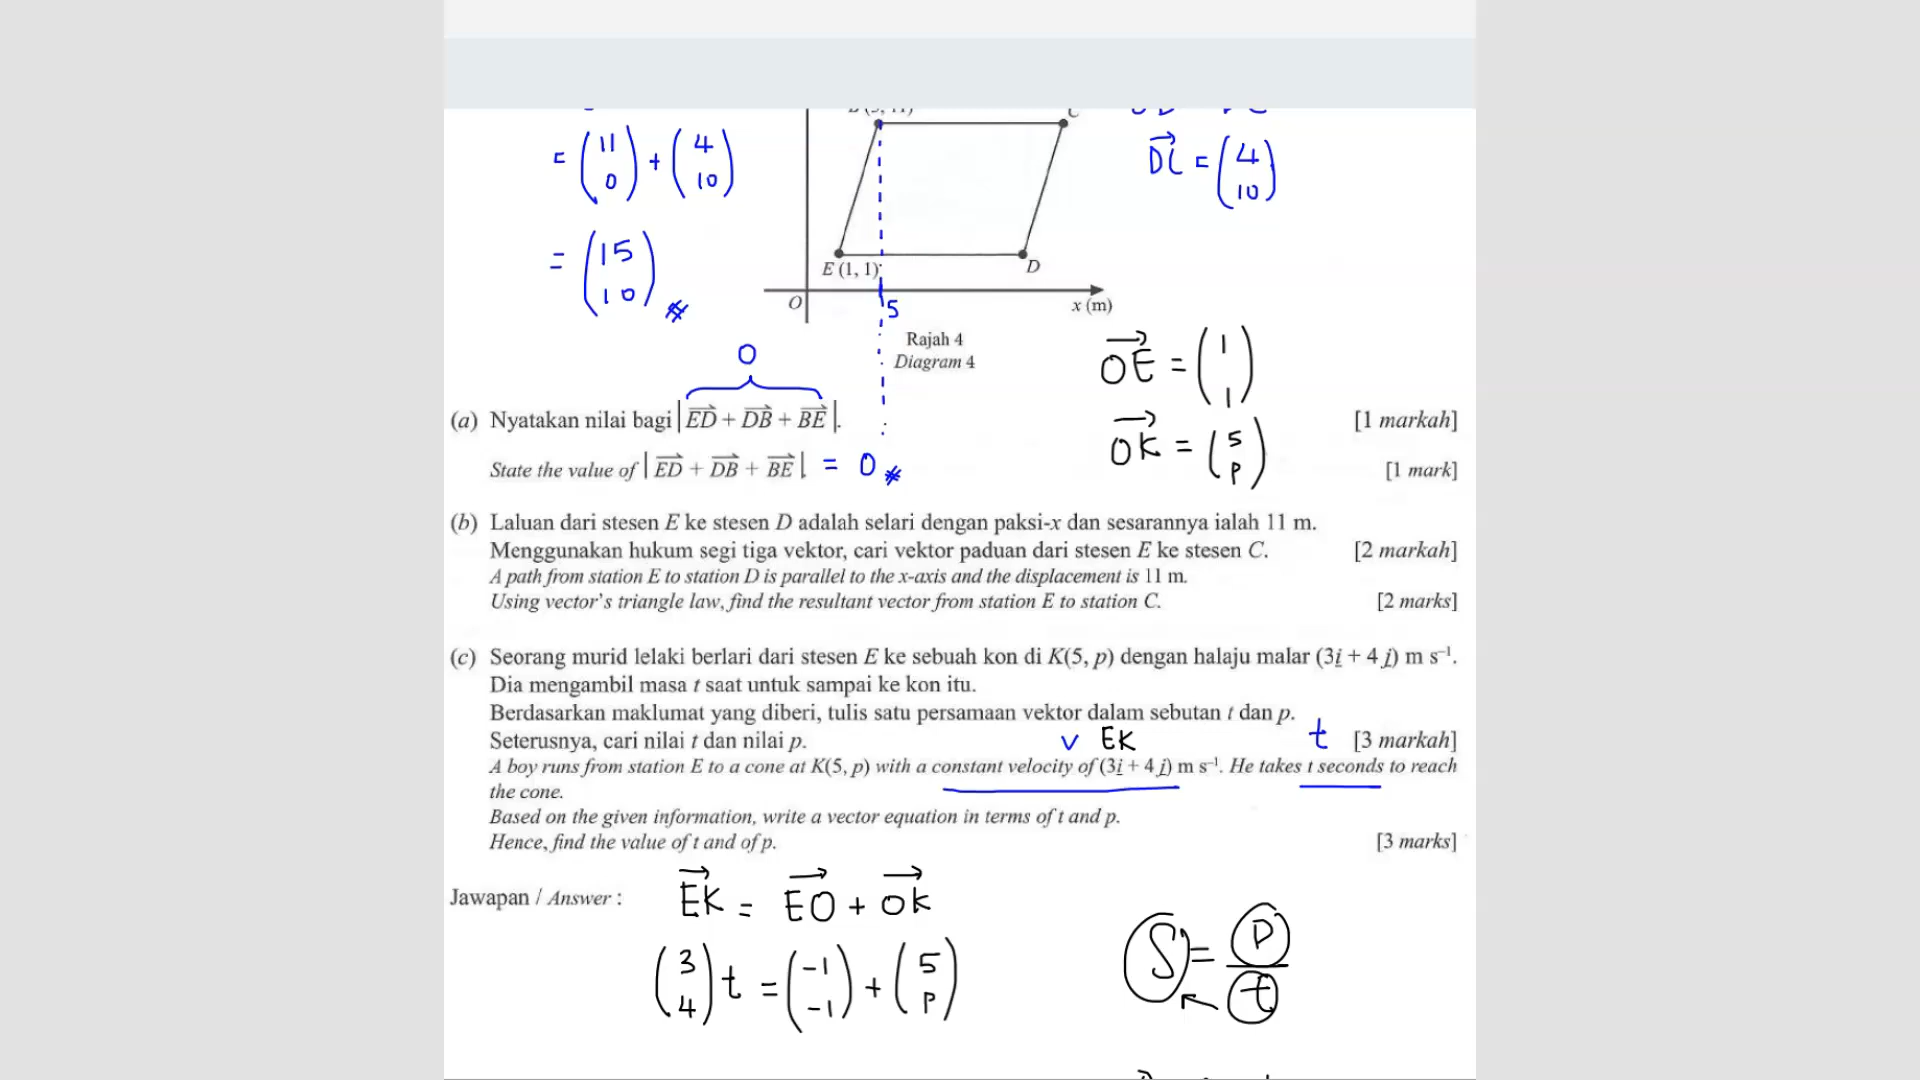 = (11 0) + (4 10)
DC = (4 10)
= (15 10) #
E (1, 1)
D
O
5
x (m)
Rajah 4
Diagram 4
OE = (1 1)
OK = (5 p)
0
(a) Nyatakan nilai bagi |ED + DB + BE|. [1 markah]
State the value of |ED + DB + BE|. = 0 # [1 mark]
(b) Laluan dari stesen E ke stesen D adalah selari dengan paksi-x dan sesarannya ialah 11 m.
Menggunakan hukum segi tiga vektor, cari vektor paduan dari stesen E ke stesen C. [2 markah]
A path from station E to station D is parallel to the x-axis and the displacement is 11 m.
Using vector's triangle law, find the resultant vector from station E to station C. [2 marks]
(c) Seorang murid lelaki berlari dari stesen E ke sebuah kon di K(5, p) dengan halaju malar (3i + 4j) m s⁻¹.
Dia mengambil masa t saat untuk sampai ke kon itu.
Berdasarkan maklumat yang diberi, tulis satu persamaan vektor dalam sebutan t dan p.
Seterusnya, cari nilai t dan nilai p. [3 markah]
v EK t
A boy runs from station E to a cone at K(5, p) with a constant velocity of (3i + 4j) m s⁻¹. He takes t seconds to reach
the cone.
Based on the given information, write a vector equation in terms of t and p.
Hence, find the value of t and of p. [3 marks]
Jawapan / Answer :
EK = EO + OK
(3 4) t = (-1 -1) + (5 p)
S = D / t